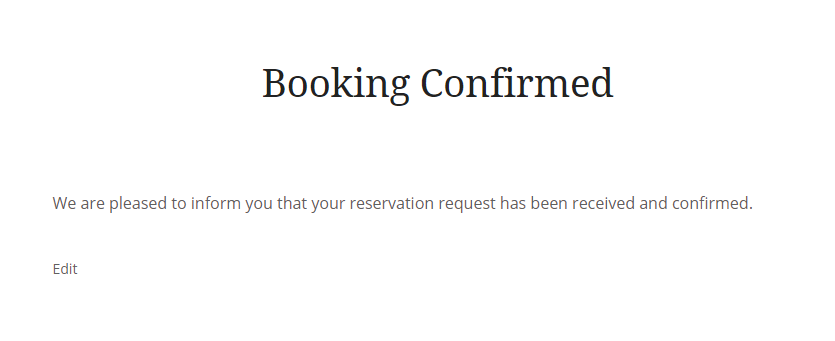 Booking Confirmed
We are pleased to inform you that your reservation request has been received and confirmed.
Edit